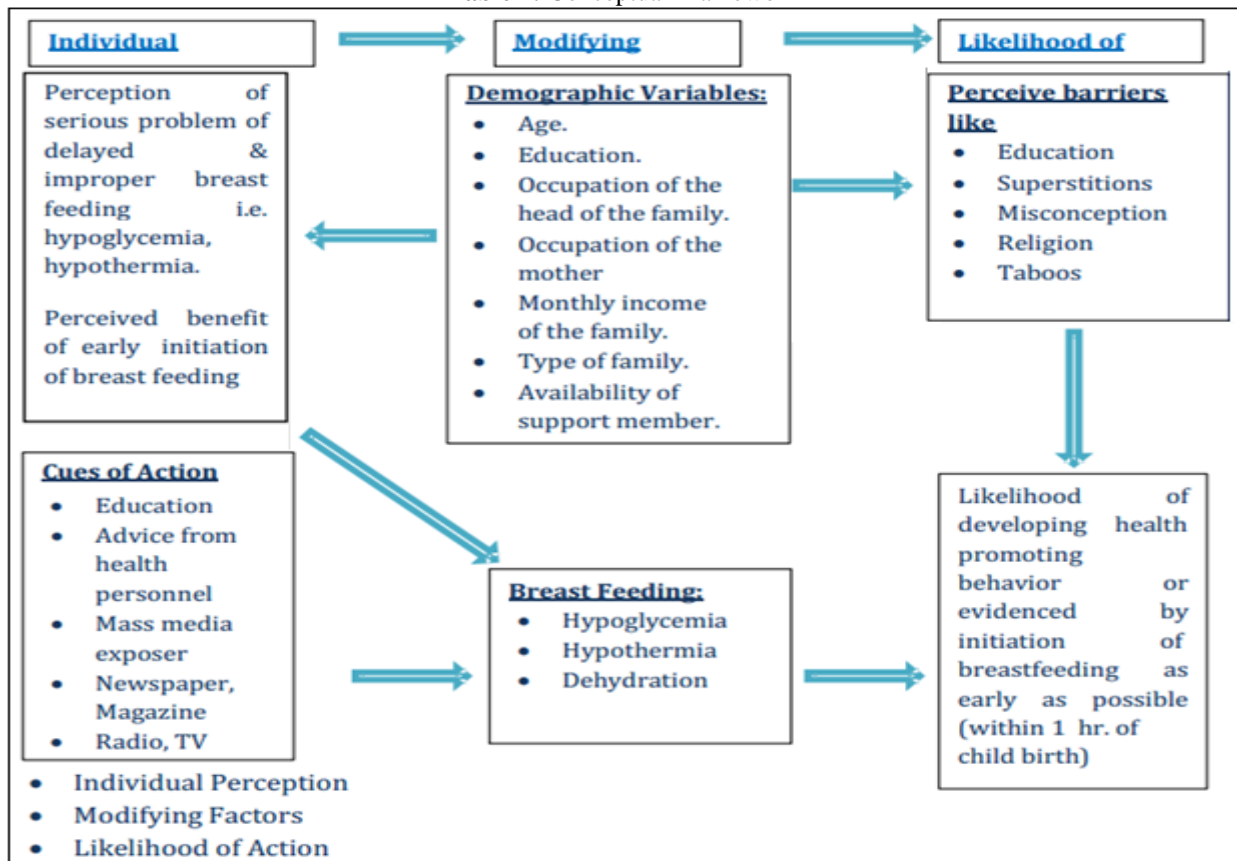 Individual
Modifying
Likelihood of
Perception of
serious problem of
delayed &
improper breast
feeding i.e.
hypoglycemia,
hypothermia.
Perceived benefit
of early initiation
of breast feeding
Demographic Variables:
• Age.
• Education.
• Occupation of the
head of the family.
• Occupation of the
mother
• Monthly income
of the family.
• Type of family.
• Availability of
support member.
Perceive barriers
like
• Education
• Superstitions
• Misconception
• Religion
• Taboos
Cues of Action
• Education
• Advice from
health
personnel
• Mass media
exposer
• Newspaper,
Magazine
• Radio, TV
Breast Feeding:
• Hypoglycemia
• Hypothermia
• Dehydration
Likelihood of
developing health
promoting
behavior or
evidenced by
initiation of
breastfeeding as
early as possible
(within 1 hr. of
child birth)
• Individual Perception
• Modifying Factors
• Likelihood of Action